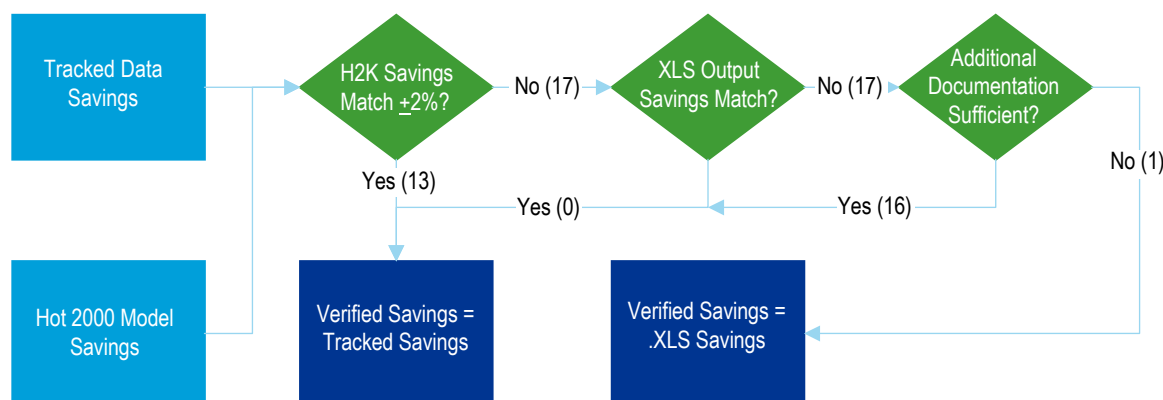 Tracked Data
Savings
H2K Savings
Match +2%?
No (17)
XLS Output
Savings Match?
No (17)
Additional
Documentation
Sufficient?
No (1)
Yes (13)
Yes (0)
Yes (16)
Hot 2000 Model
Savings
Verified Savings =
Tracked Savings
Verified Savings =
.XLS Savings